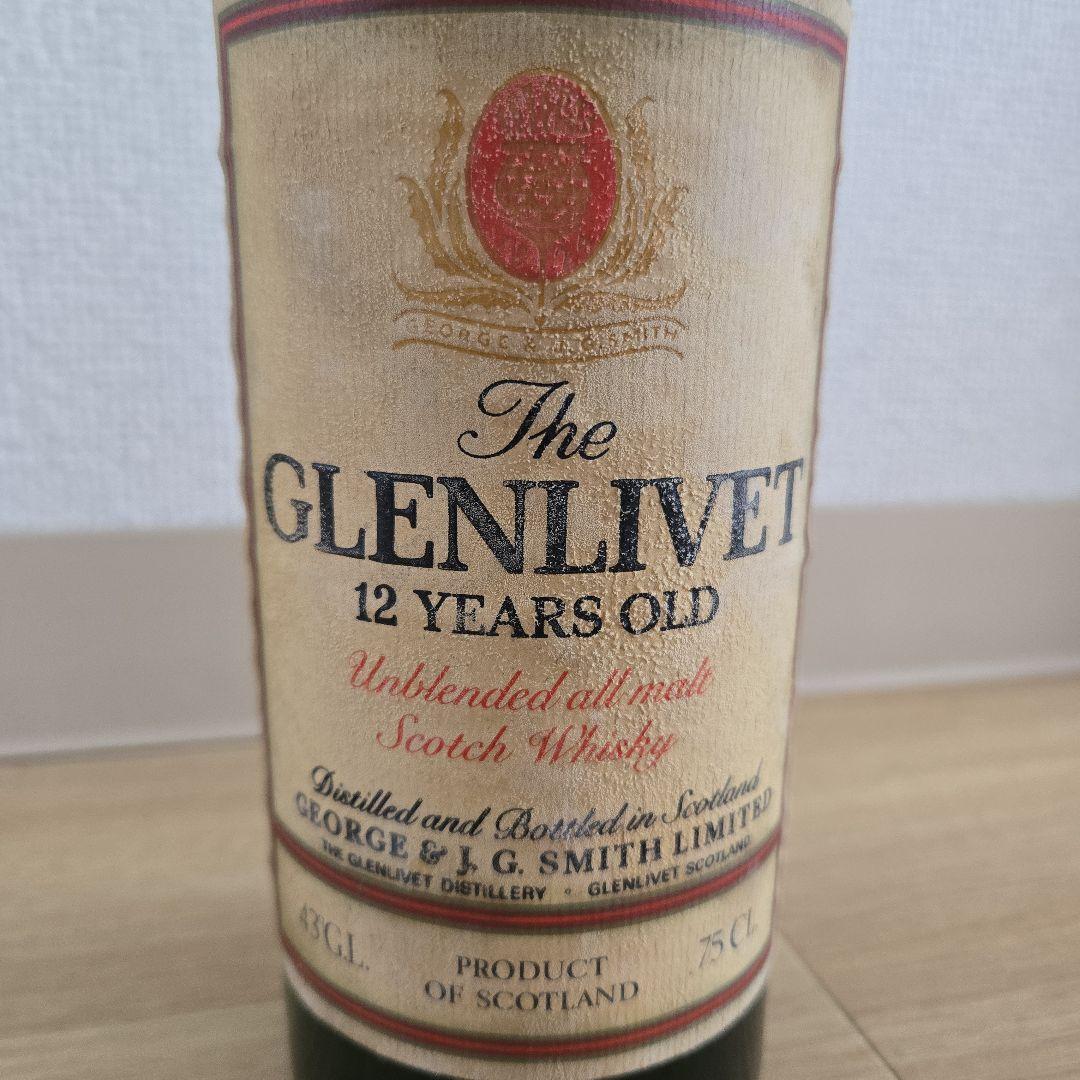 GEORGE & J. G. SMITH
The
GLENLIVET
12 YEARS OLD
Unblended all malt
Scotch Whisky
Distilled and Bottled in Scotland
GEORGE & J. G. SMITH LIMITED
THE GLENLIVET DISTILLERY • GLENLIVET SCOTLAND
43°G.L. 75 CL
PRODUCT
OF SCOTLAND